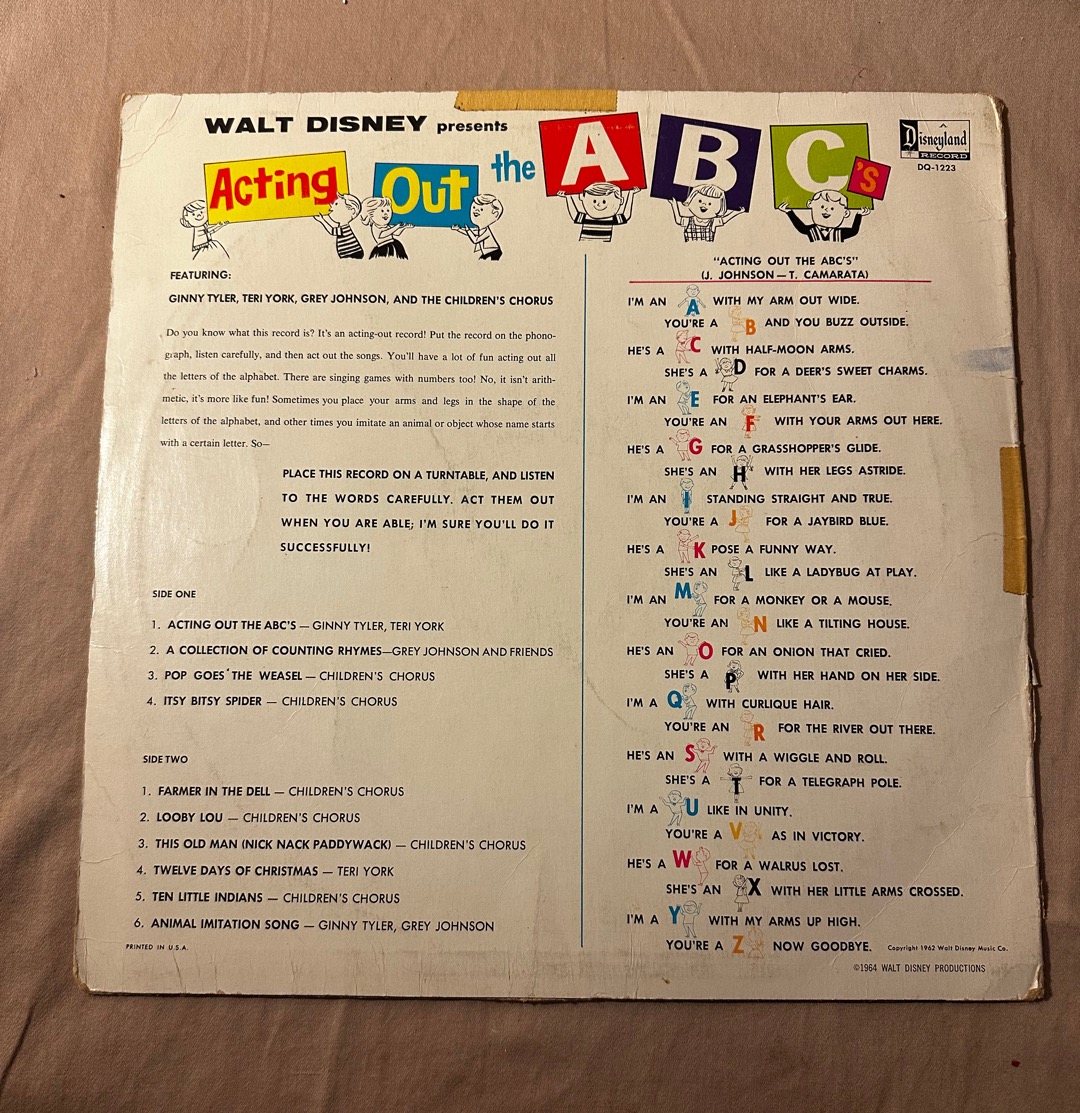 WALT DISNEY presents
Acting Out the ABC's
Disneyland
RECORD
DQ-1223
FEATURING:
GINNY TYLER, TERI YORK, GREY JOHNSON, AND THE CHILDREN'S CHORUS
Do you know what this record is? It's an acting-out record! Put the record on the phono-
graph, listen carefully, and then act out the songs. You'll have a lot of fun acting out all
the letters of the alphabet. There are singing games with numbers too! No, it isn't arith-
metic, it's more like fun! Sometimes you place your arms and legs in the shape of the
letters of the alphabet, and other times you imitate an animal or object whose name starts
with a certain letter. So—
PLACE THIS RECORD ON A TURNTABLE, AND LISTEN
TO THE WORDS CAREFULLY. ACT THEM OUT
WHEN YOU ARE ABLE; I'M SURE YOU'LL DO IT
SUCCESSFULLY!
SIDE ONE
1. ACTING OUT THE ABC'S — GINNY TYLER, TERI YORK
2. A COLLECTION OF COUNTING RHYMES—GREY JOHNSON AND FRIENDS
3. POP GOES THE WEASEL — CHILDREN'S CHORUS
4. ITSY BITSY SPIDER — CHILDREN'S CHORUS
SIDE TWO
1. FARMER IN THE DELL — CHILDREN'S CHORUS
2. LOOBY LOU — CHILDREN'S CHORUS
3. THIS OLD MAN (NICK NACK PADDYWACK) — CHILDREN'S CHORUS
4. TWELVE DAYS OF CHRISTMAS — TERI YORK
5. TEN LITTLE INDIANS — CHILDREN'S CHORUS
6. ANIMAL IMITATION SONG — GINNY TYLER, GREY JOHNSON
PRINTED IN U.S.A.
"ACTING OUT THE ABC'S"
(J. JOHNSON — T. CAMARATA)
I'M AN A WITH MY ARM OUT WIDE.
YOU'RE A B AND YOU BUZZ OUTSIDE.
HE'S A C WITH HALF-MOON ARMS.
SHE'S A D FOR A DEER'S SWEET CHARMS.
I'M AN E FOR AN ELEPHANT'S EAR.
YOU'RE AN F WITH YOUR ARMS OUT HERE.
HE'S A G FOR A GRASSHOPPER'S GLIDE.
SHE'S AN H WITH HER LEGS ASTRIDE.
I'M AN I STANDING STRAIGHT AND TRUE.
YOU'RE A J FOR A JAYBIRD BLUE.
HE'S A K POSE A FUNNY WAY.
SHE'S AN L LIKE A LADYBUG AT PLAY.
I'M AN M FOR A MONKEY OR A MOUSE.
YOU'RE AN N LIKE A TILTING HOUSE.
HE'S AN O FOR AN ONION THAT CRIED.
SHE'S A P WITH HER HAND ON HER SIDE.
I'M A Q WITH CURLIQUE HAIR.
YOU'RE AN R FOR THE RIVER OUT THERE.
HE'S AN S WITH A WIGGLE AND ROLL.
SHE'S A T FOR A TELEGRAPH POLE.
I'M A U LIKE IN UNITY.
YOU'RE A V AS IN VICTORY.
HE'S A W FOR A WALRUS LOST.
SHE'S AN X WITH HER LITTLE ARMS CROSSED.
I'M A Y WITH MY ARMS UP HIGH.
YOU'RE A Z NOW GOODBYE.
Copyright 1962 Walt Disney Music Co.
©1964 WALT DISNEY PRODUCTIONS